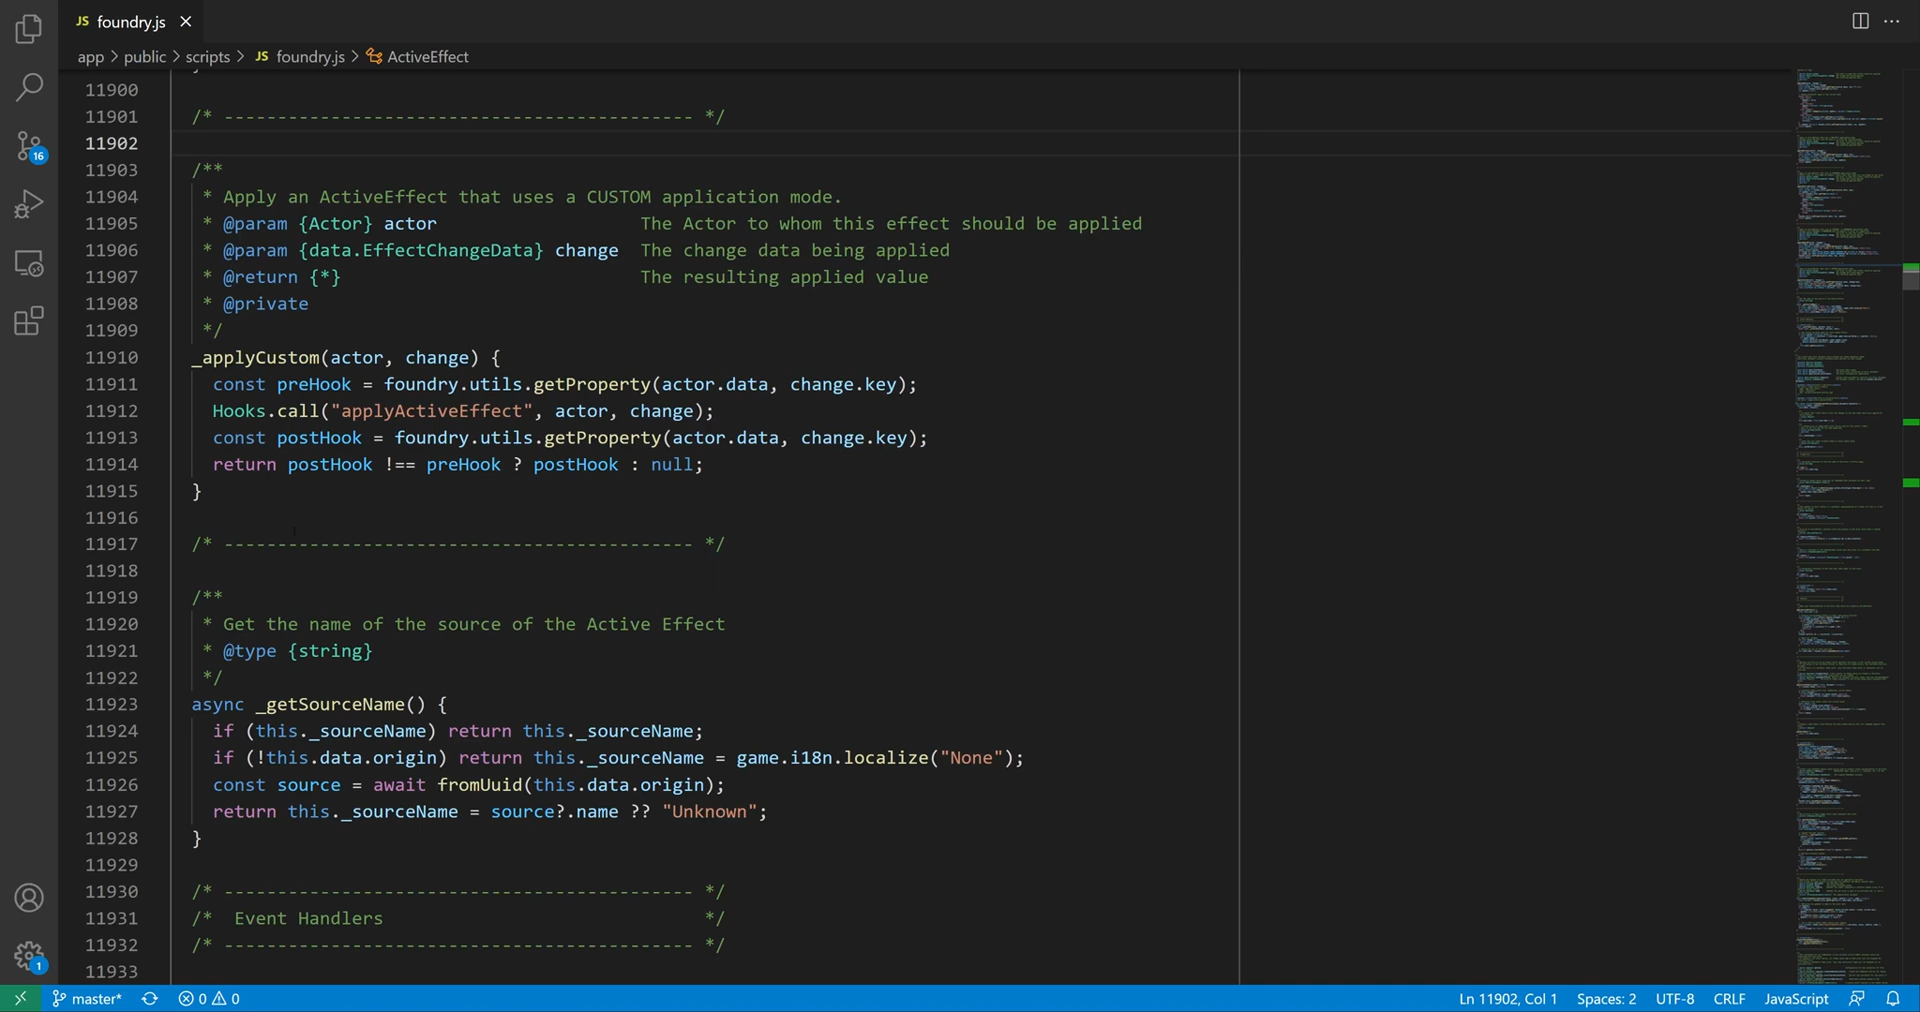 JS foundry.js
app > public > scripts > JS foundry.js > ActiveEffect
11900
11901 /* -------------------------------------------- */
11902
11903 /**
11904 * Apply an ActiveEffect that uses a CUSTOM application mode.
11905 * @param {Actor} actor The Actor to whom this effect should be applied
11906 * @param {data.EffectChangeData} change The change data being applied
11907 * @return {*} The resulting applied value
11908 * @private
11909 */
11910 _applyCustom(actor, change) {
11911 const preHook = foundry.utils.getProperty(actor.data, change.key);
11912 Hooks.call("applyActiveEffect", actor, change);
11913 const postHook = foundry.utils.getProperty(actor.data, change.key);
11914 return postHook !== preHook ? postHook : null;
11915 }
11916
11917 /* -------------------------------------------- */
11918
11919 /**
11920 * Get the name of the source of the Active Effect
11921 * @type {string}
11922 */
11923 async _getSourceName() {
11924 if (this._sourceName) return this._sourceName;
11925 if (!this.data.origin) return this._sourceName = game.i18n.localize("None");
11926 const source = await fromUuid(this.data.origin);
11927 return this._sourceName = source?.name ?? "Unknown";
11928 }
11929
11930 /* -------------------------------------------- */
11931 /* Event Handlers */
11932 /* -------------------------------------------- */
11933
16
1
master* 0 0 Ln 11902, Col 1 Spaces: 2 UTF-8 CRLF JavaScript